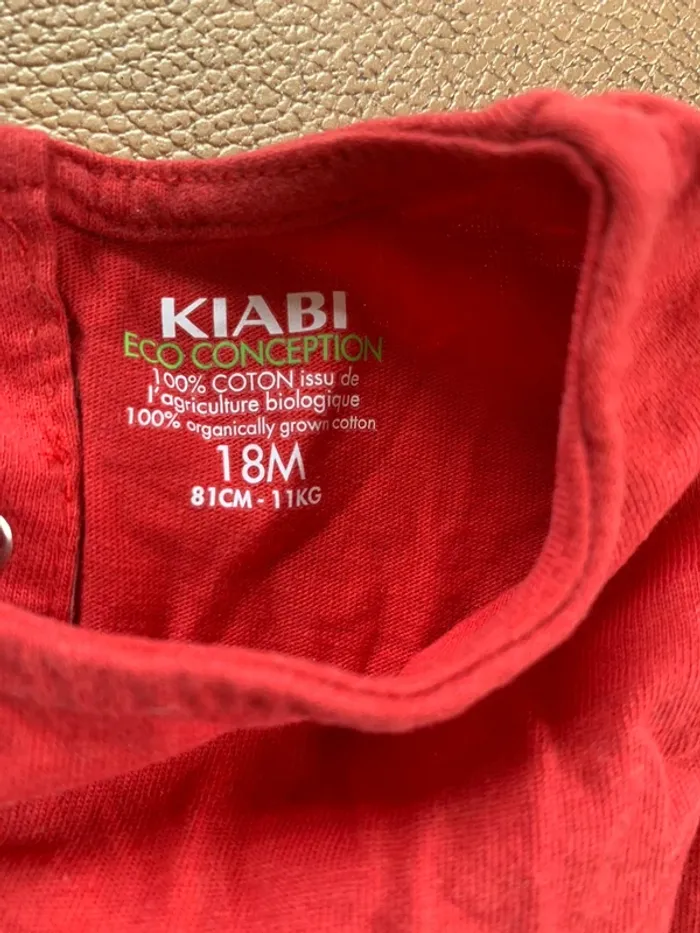 KIABI
ECO CONCEPTION
100% COTON issu de
l'agriculture biologique
100% organically grown cotton
18M
81CM - 11KG